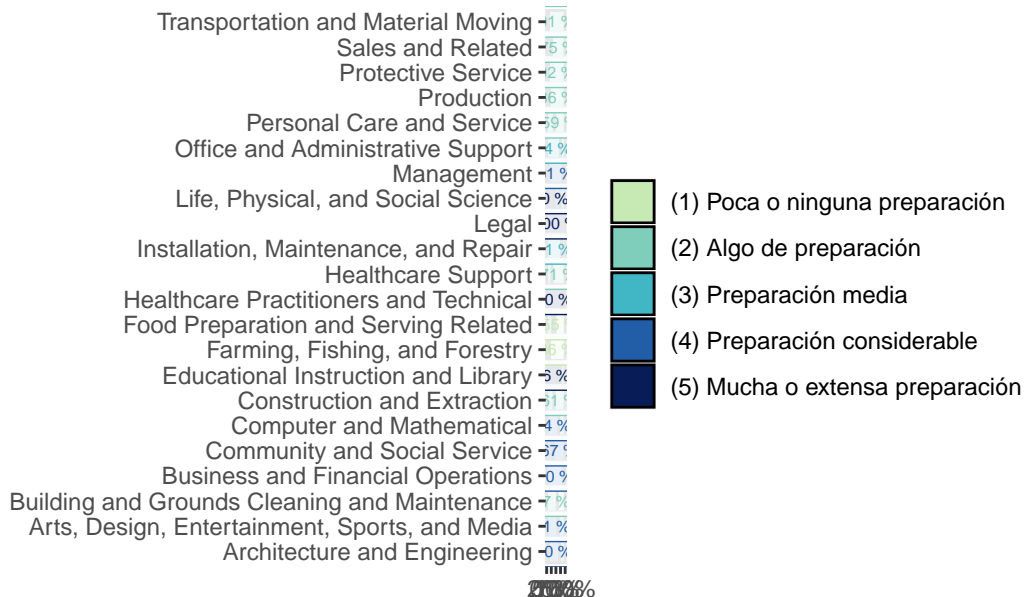 Transportation and Material Moving
Sales and Related
Protective Service
Production
Personal Care and Service
Office and Administrative Support
Management
Life, Physical, and Social Science
Legal
Installation, Maintenance, and Repair
Healthcare Support
Healthcare Practitioners and Technical
Food Preparation and Serving Related
Farming, Fishing, and Forestry
Educational Instruction and Library
Construction and Extraction
Computer and Mathematical
Community and Social Service
Business and Financial Operations
Building and Grounds Cleaning and Maintenance
Arts, Design, Entertainment, Sports, and Media
Architecture and Engineering
(1) Poca o ninguna preparación
(2) Algo de preparación
(3) Preparación media
(4) Preparación considerable
(5) Mucha o extensa preparación